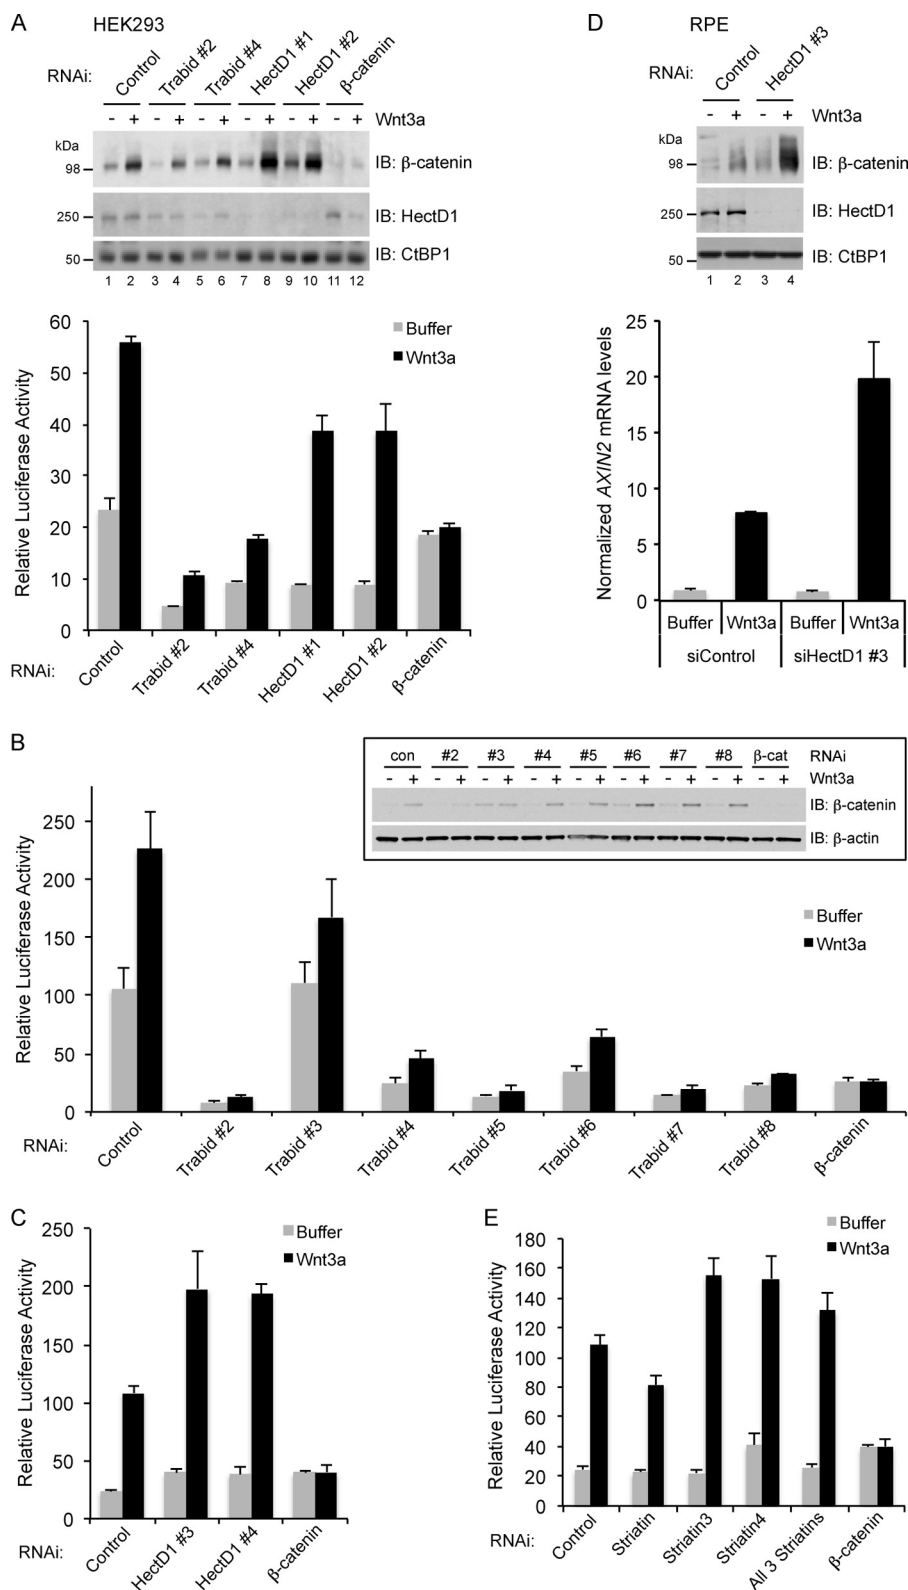 A HEK293
RNAi: Control Trabid #2 Trabid #4 HectD1 #1 HectD1 #2 β-catenin
- + - + - + - + - + - + Wnt3a
kDa
98 IB: β-catenin
250 IB: HectD1
50 IB: CtBP1
1 2 3 4 5 6 7 8 9 10 11 12
Relative Luciferase Activity
60
50
40
30
20
10
0
Buffer
Wnt3a
RNAi: Control Trabid #2 Trabid #4 HectD1 #1 HectD1 #2 β-catenin
D RPE
RNAi: Control HectD1 #3
- + - + Wnt3a
kDa
98 IB: β-catenin
250 IB: HectD1
50 IB: CtBP1
1 2 3 4
Normalized AXIN2 mRNA levels
25
20
15
10
5
0
Buffer Wnt3a Buffer Wnt3a
siControl siHectD1 #3
B
con #2 #3 #4 #5 #6 #7 #8 β-cat RNAi
- + - + - + - + - + - + - + - + - + Wnt3a
IB: β-catenin
IB: β-actin
Relative Luciferase Activity
250
200
150
100
50
0
Buffer
Wnt3a
RNAi: Control Trabid #2 Trabid #3 Trabid #4 Trabid #5 Trabid #6 Trabid #7 Trabid #8 β-catenin
C
Relative Luciferase Activity
250
200
150
100
50
0
Buffer
Wnt3a
RNAi: Control HectD1 #3 HectD1 #4 β-catenin
E
Relative Luciferase Activity
180
160
140
120
100
80
60
40
20
0
Buffer
Wnt3a
RNAi: Control Striatin Striatin3 Striatin4 All 3 Striatins β-catenin